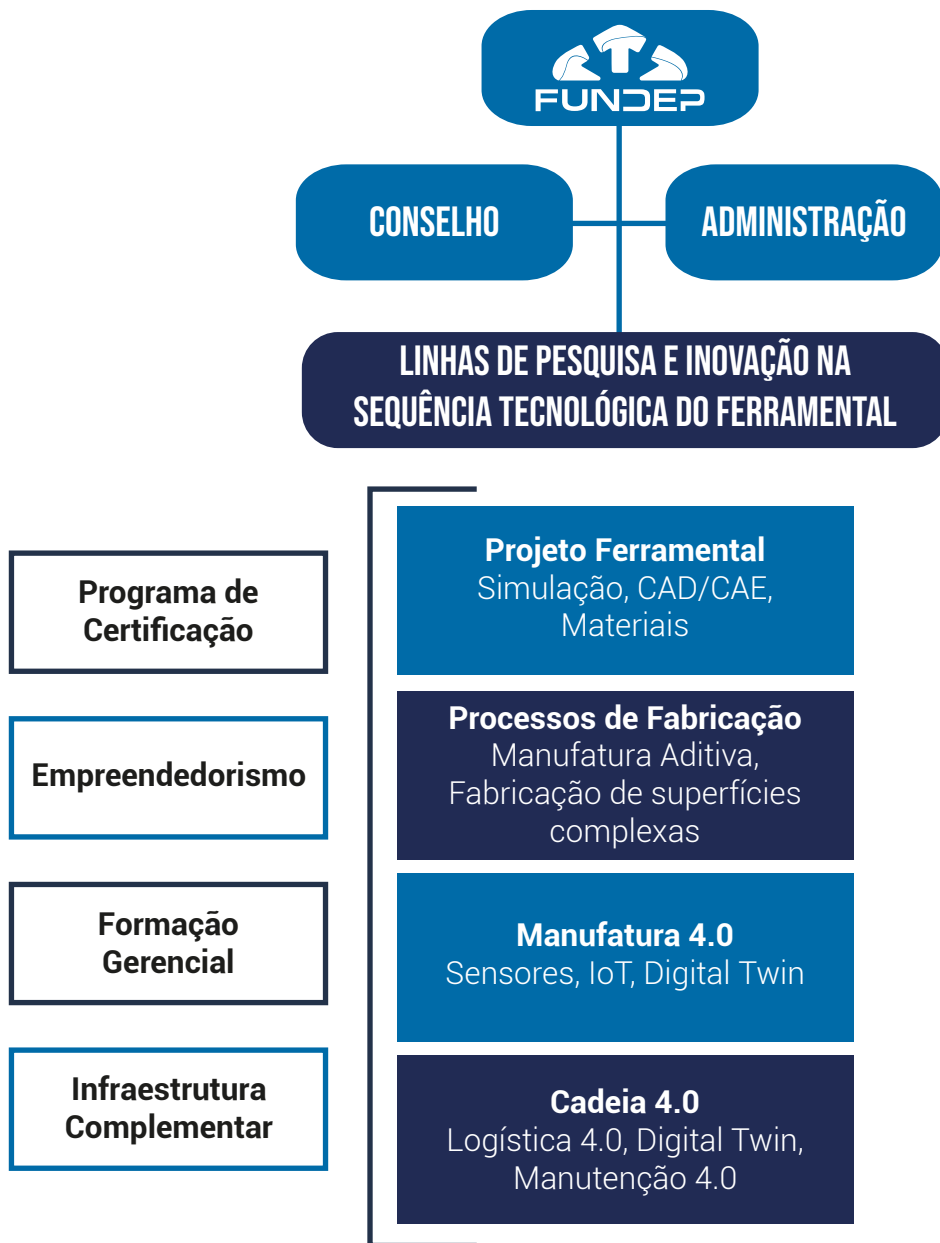 FUNDEP
CONSELHO
ADMINISTRAÇÃO
LINHAS DE PESQUISA E INOVAÇÃO NA
SEQUÊNCIA TECNOLÓGICA DO FERRAMENTAL
Programa de
Certificação
Empreendedorismo
Formação
Gerencial
Infraestrutura
Complementar
Projeto Ferramental
Simulação, CAD/CAE,
Materiais
Processos de Fabricação
Manufatura Aditiva,
Fabricação de superfícies
complexas
Manufatura 4.0
Sensores, IoT, Digital Twin
Cadeia 4.0
Logística 4.0, Digital Twin,
Manutenção 4.0